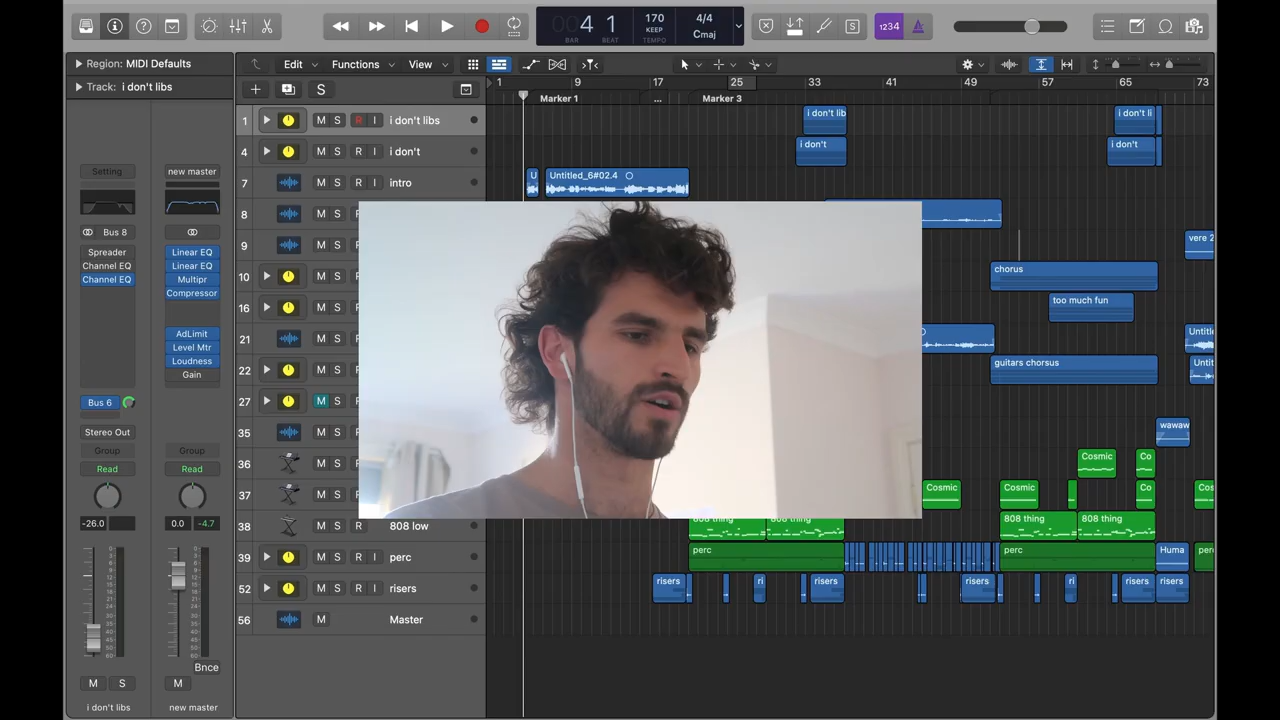 4 1
BAR BEAT
170
KEEP
TEMPO
4/4
Cmaj
S
1234
Region: MIDI Defaults
Edit
Functions
View
Track: i don't libs
1 9 17 25 33 41 49 57 65 73
S
Marker 1
...
Marker 3
1 M S R I i don't libs
i don't lib
i don't li
4 M S R I i don't
i don't
i don't
7 M S R I intro
U
Untitled_6#02.4
8 M S
9 M S
vere 2
10 M S
chorus
16 M S
too much fun
21 M S
22 M S
guitars chorsus
27 M S
35 M S
wawaw
36 M S
Cosmic
Co
37 M S
Cosmic
Cosmic
Co
Cos
38 M S R 808 low
808 thing
808 thing
808 thing
808 thing
39 M S R I perc
perc
perc
Huma
52 M S R I risers
risers
ri
risers
risers
ri
risers
risers
56 M Master
Setting
new master
Bus 8
Spreader
Channel EQ
Channel EQ
Linear EQ
Linear EQ
Multipr
Compressor
AdLimit
Level Mtr
Loudness
Gain
Bus 6
Stereo Out
Group
Group
Read
Read
-26.0
0.0 -4.7
Bnce
M S
M
i don't libs
new master